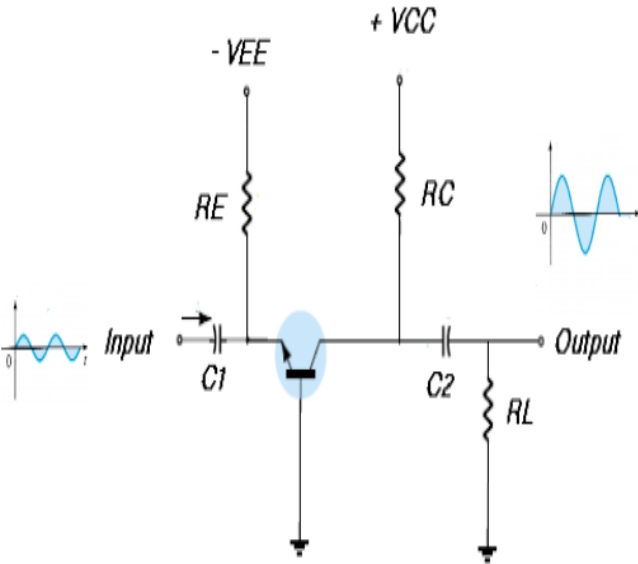 + VCC
- VEE
RE
RC
0
Input
C1
C2
Output
0
t
RL